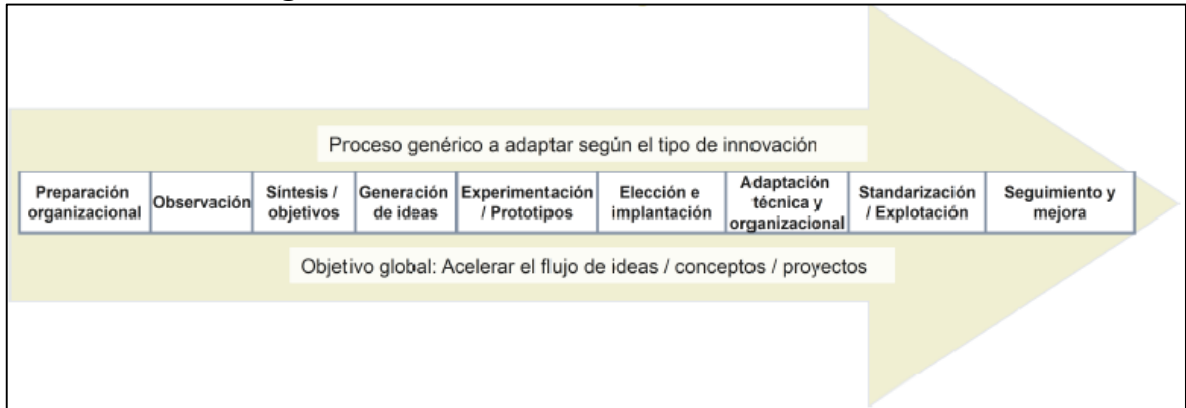 Proceso genérico a adaptar según el tipo de innovación
Preparación
organizacional
Observación
Síntesis /
objetivos
Generación
de ideas
Experimentación
/ Prototipos
Elección e
implantación
Adaptación
técnica y
organizacional
Standarización
/ Explotación
Seguimiento y
mejora
Objetivo global: Acelerar el flujo de ideas / conceptos / proyectos